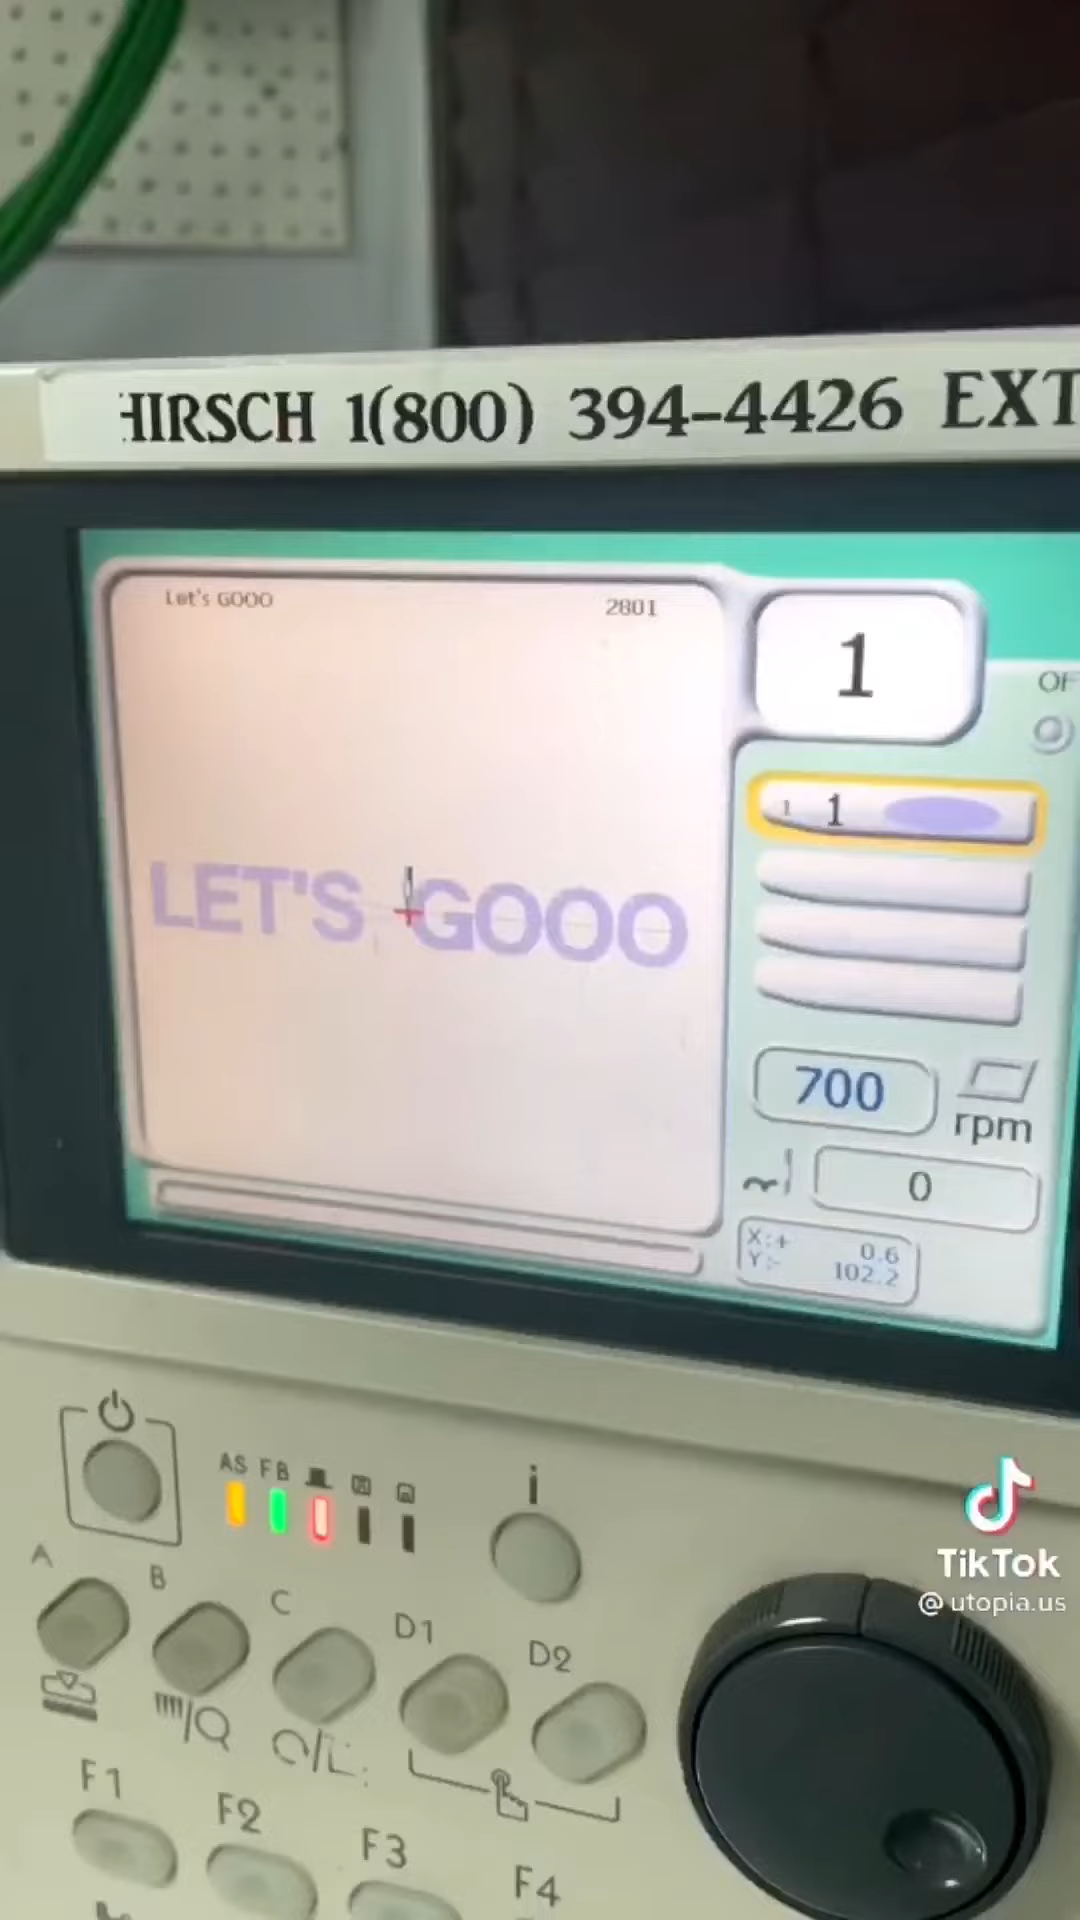 HIRSCH 1(800) 394-4426 EXT
Let's GOOO
2801
1
OF
1 1
LET'S GOOO
700
rpm
0
X:+ 0.6
Y:- 102.2
AS FB
i
A
B
C
D1
D2
F1
F2
F3
F4
TikTok
@utopia.us